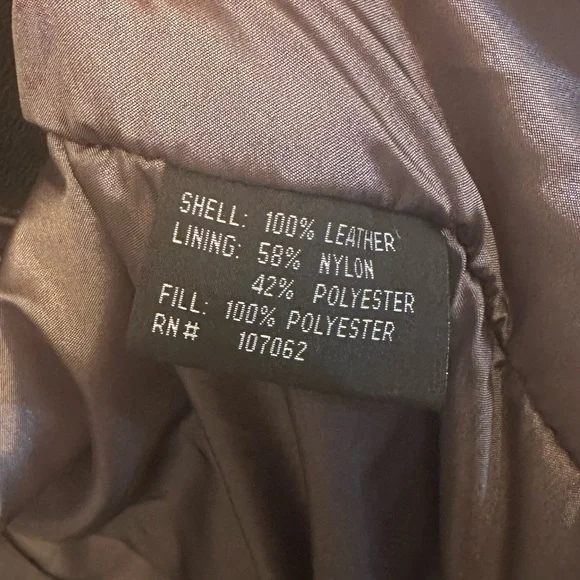 SHELL: 100% LEATHER
LINING: 58% NYLON
42% POLYESTER
FILL: 100% POLYESTER
RN# 107062